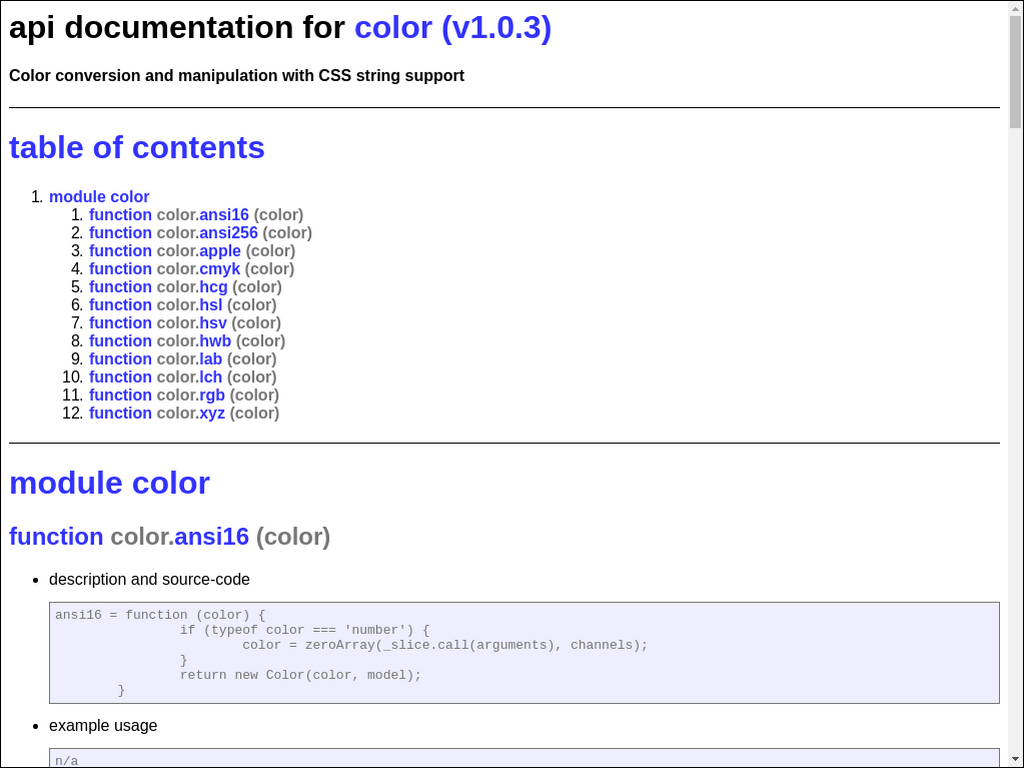 api documentation for color (v1.0.3)
Color conversion and manipulation with CSS string support
table of contents
1. module color
1. function color.ansi16 (color)
2. function color.ansi256 (color)
3. function color.apple (color)
4. function color.cmyk (color)
5. function color.hcg (color)
6. function color.hsl (color)
7. function color.hsv (color)
8. function color.hwb (color)
9. function color.lab (color)
10. function color.lch (color)
11. function color.rgb (color)
12. function color.xyz (color)
module color
function color.ansi16 (color)
description and source-code
ansi16 = function (color) {
if (typeof color === 'number') {
color = zeroArray(_slice.call(arguments), channels);
}
return new Color(color, model);
}
example usage
n/a